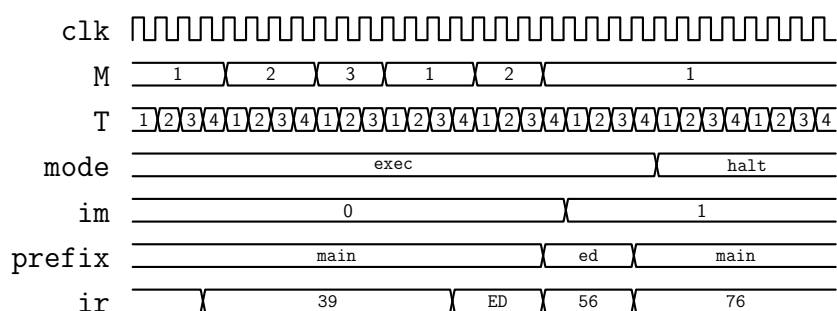 clk
M 1 2 3 1 2 1
T 1 2 3 4 1 2 3 4 1 2 3 1 2 3 4 1 2 3 4 1 2 3 4 1 2 3 4 1 2 3 4
mode exec halt
im 0 1
prefix main ed main
ir 39 ED 56 76